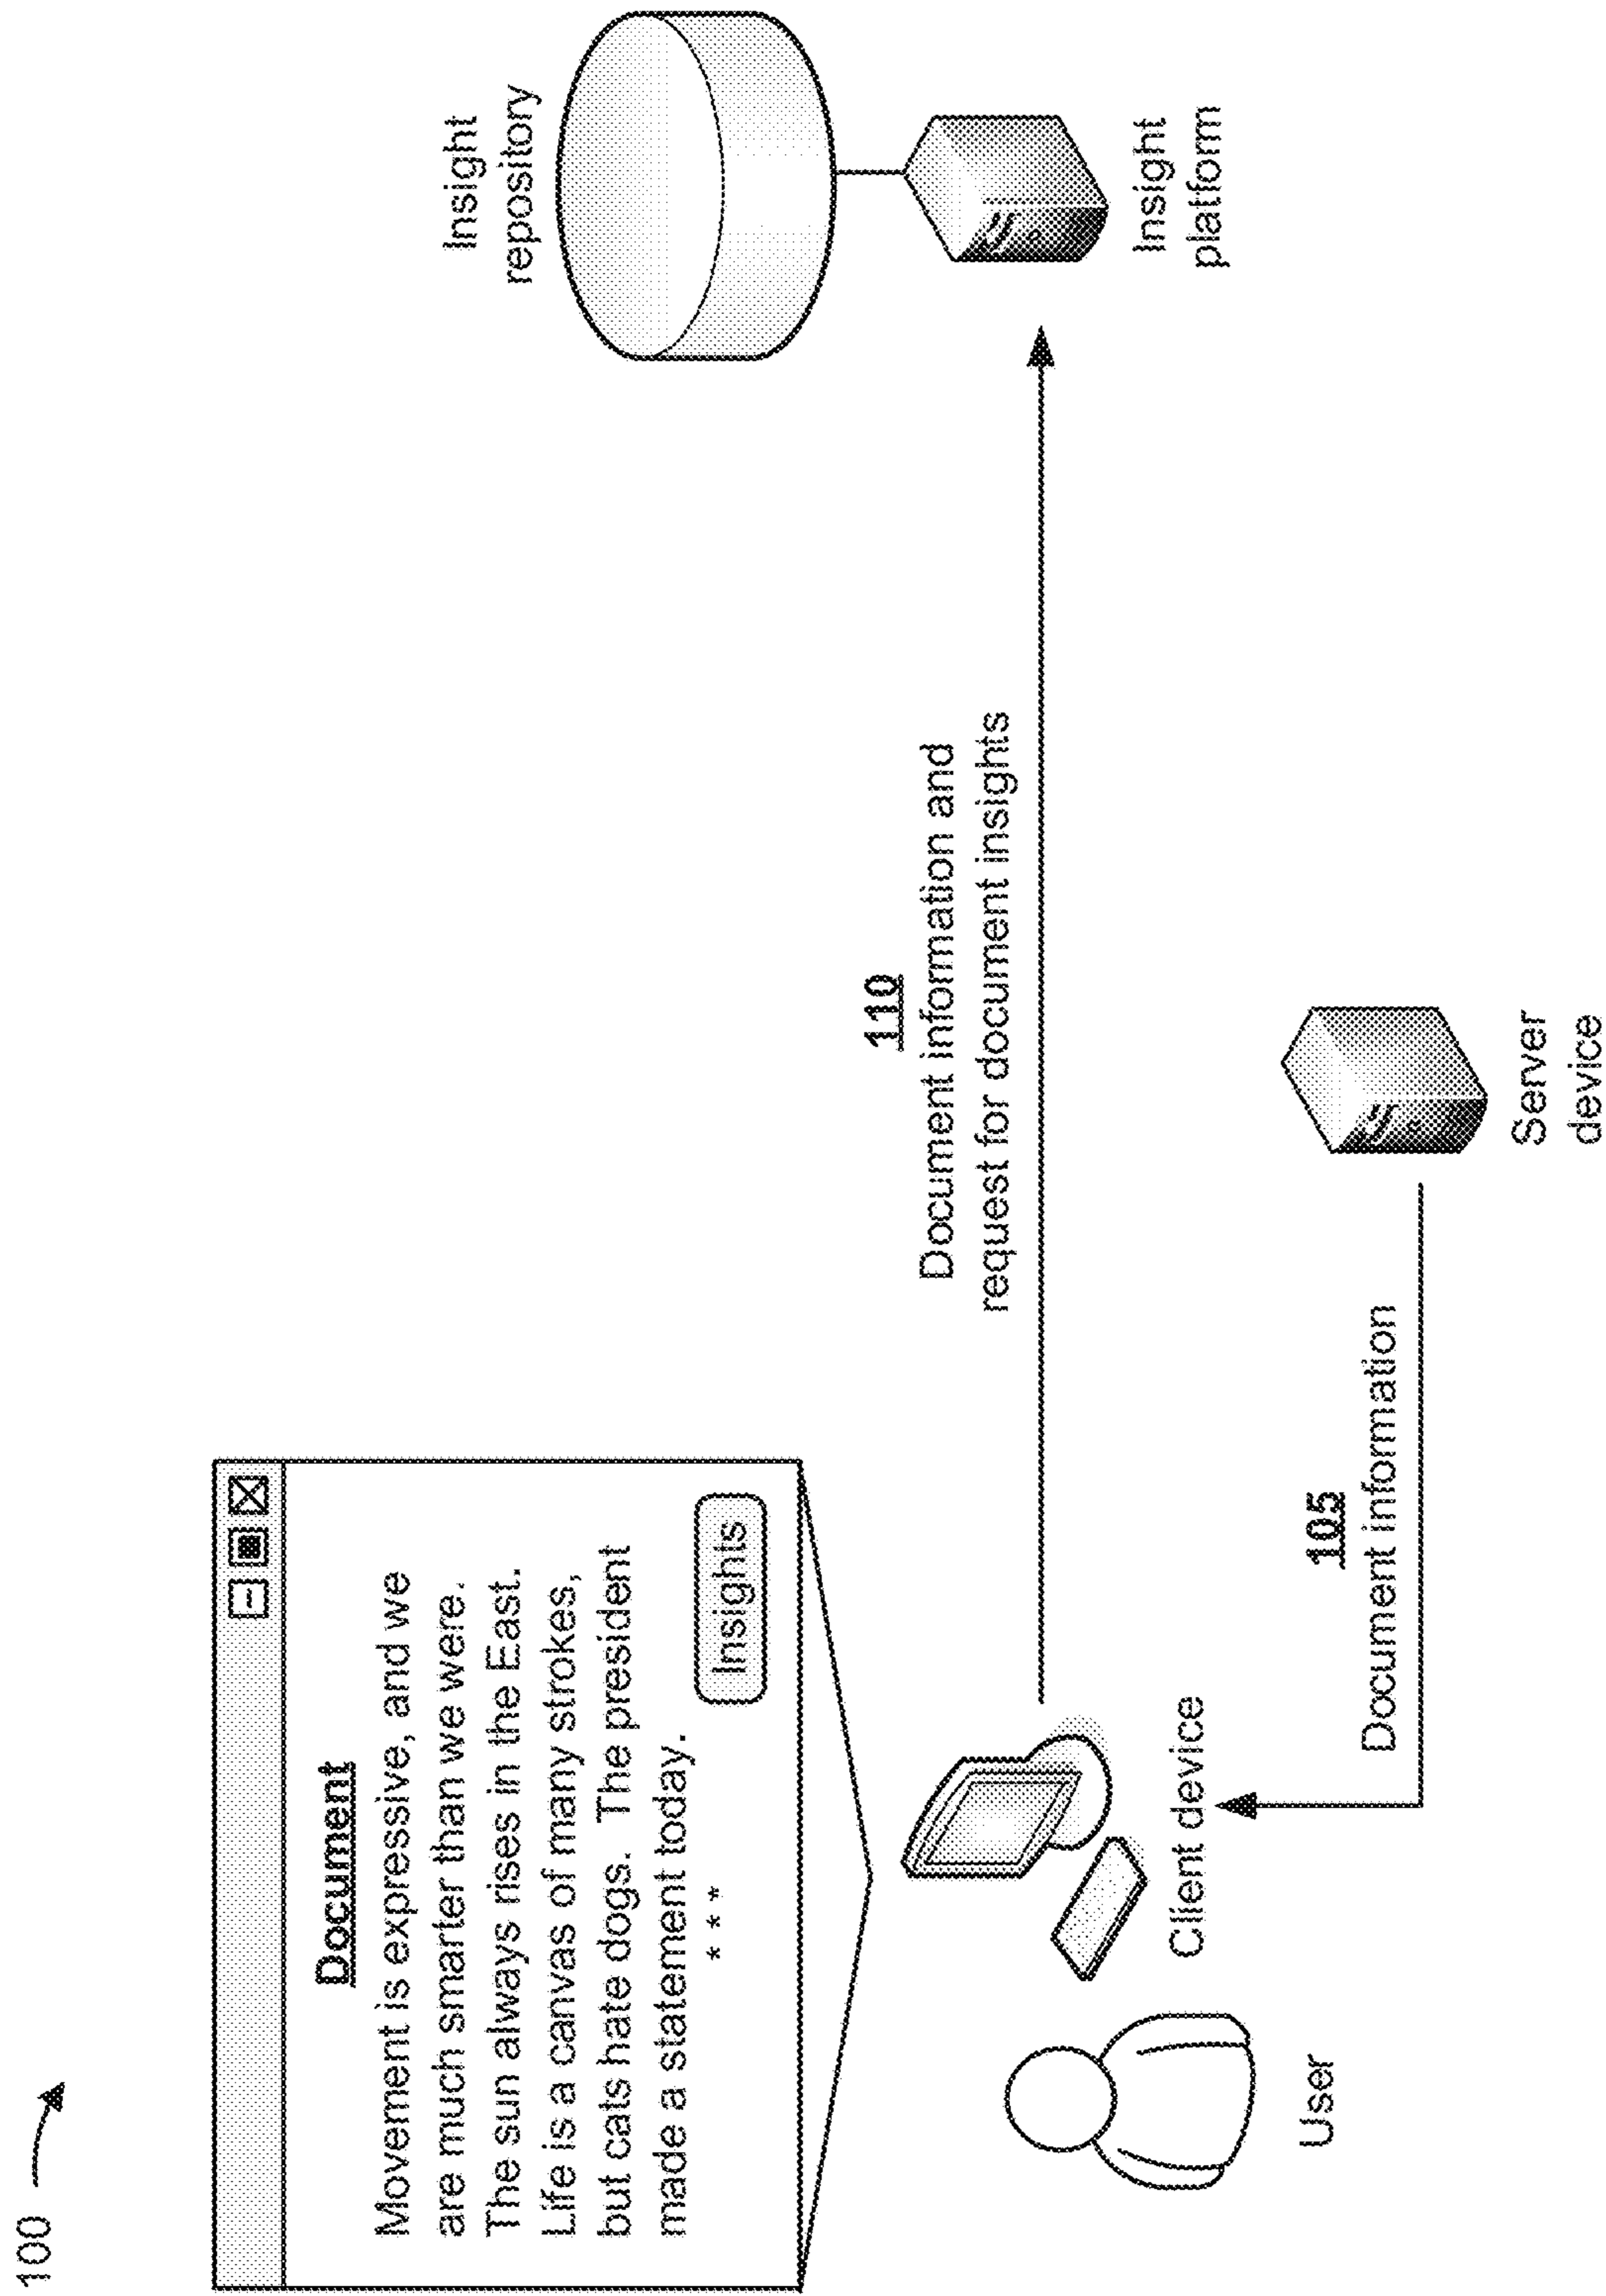 100
Document
Movement is expressive, and we
are much smarter than we were.
The sun always rises in the East.
Life is a canvas of many strokes,
but cats hate dogs.  The president
made a statement today.
* * *
Insights
Insight
repository
110
Document information and
request for document insights
Insight
platform
Client device
User
105
Document information
Server
device